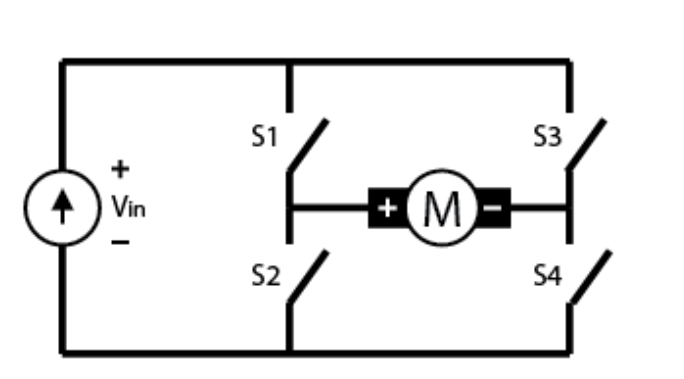 S1
S3
+
Vin
−
+ M −
S2
S4